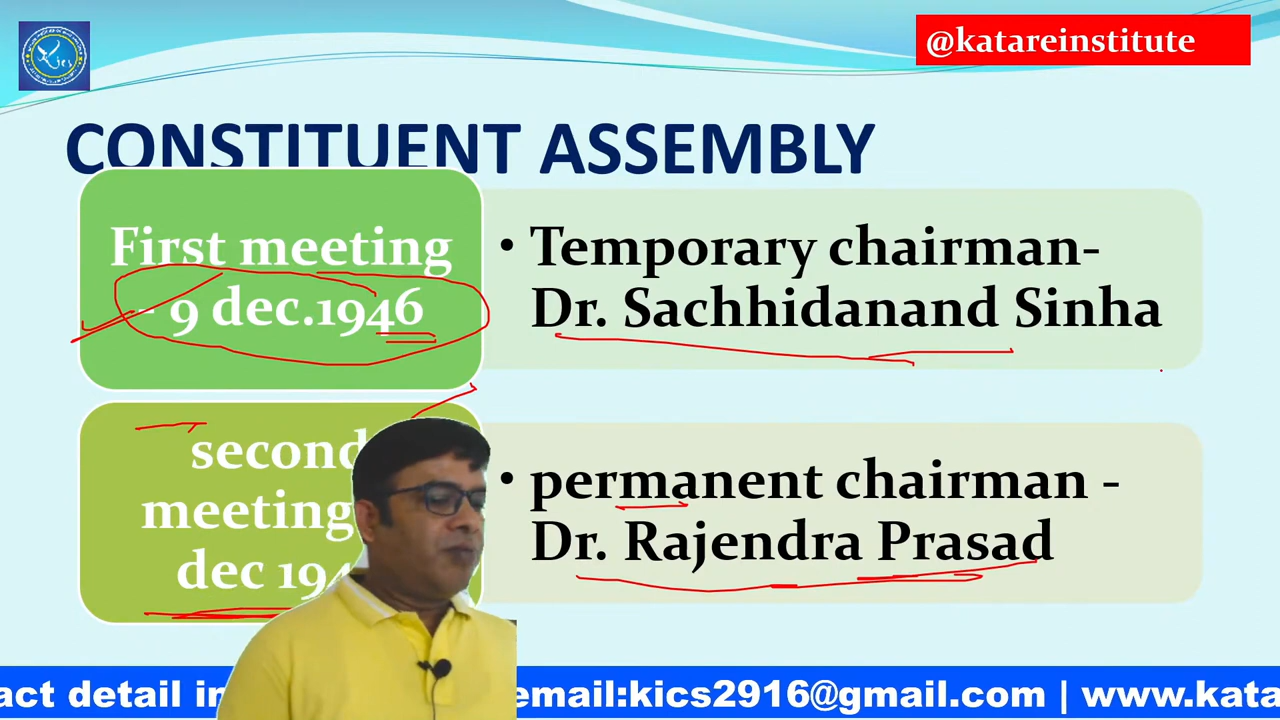 @katareinstitute
CONSTITUENT ASSEMBLY
First meeting
- 9 dec.1946
• Temporary chairman-
Dr. Sachhidanand Sinha
second
meeting
dec 194
• permanent chairman -
Dr. Rajendra Prasad
act detail in
email:kics2916@gmail.com | www.kata